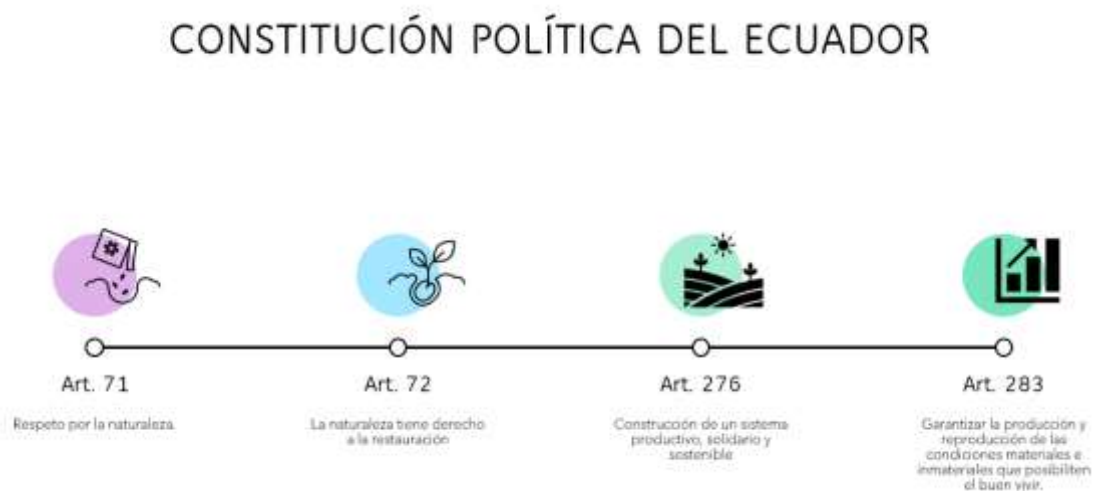 CONSTITUCIÓN POLÍTICA DEL ECUADOR
Art. 71
Respeto por la naturaleza.
Art. 72
La naturaleza tiene derecho
a la restauración
Art. 276
Construcción de un sistema
productivo, solidario y
sostenible
Art. 283
Garantizar la producción y
reproducción de las
condiciones materiales e
inmateriales que posibiliten
el buen vivir.